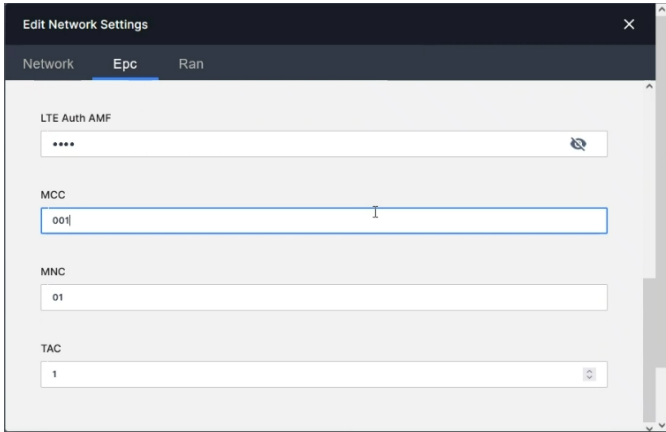 Edit Network Settings
Network Epc Ran
LTE Auth AMF
••••
MCC
001
MNC
01
TAC
1